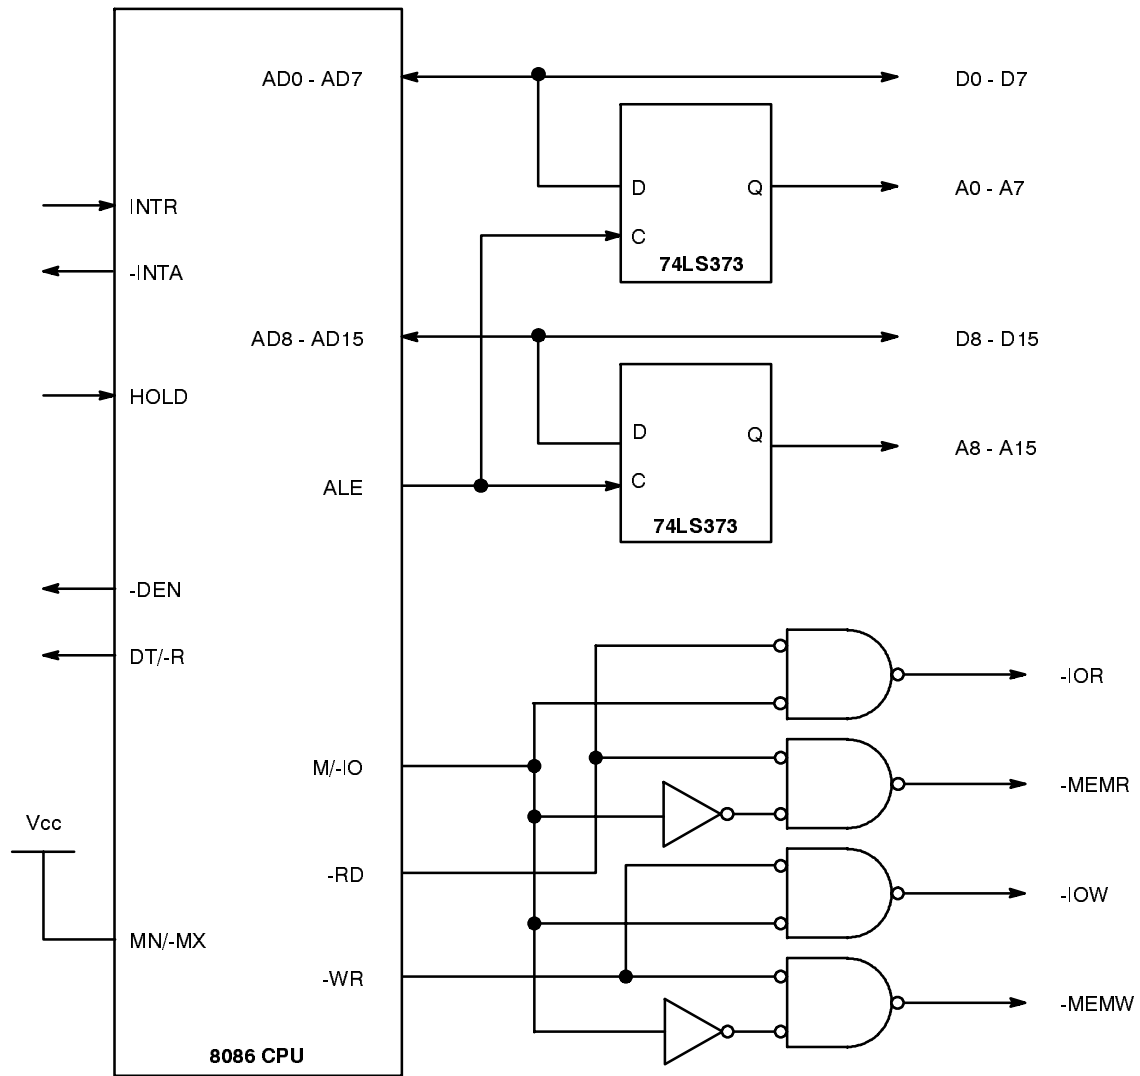 AD0 - AD7
D0 - D7
D
Q
A0 - A7
INTR
C
74LS373
-INTA
AD8 - AD15
D8 - D15
HOLD
D
Q
A8 - A15
ALE
C
74LS373
-DEN
DT/-R
-IOR
M/-IO
-MEMR
Vcc
-RD
-IOW
MN/-MX
-WR
-MEMW
8086 CPU